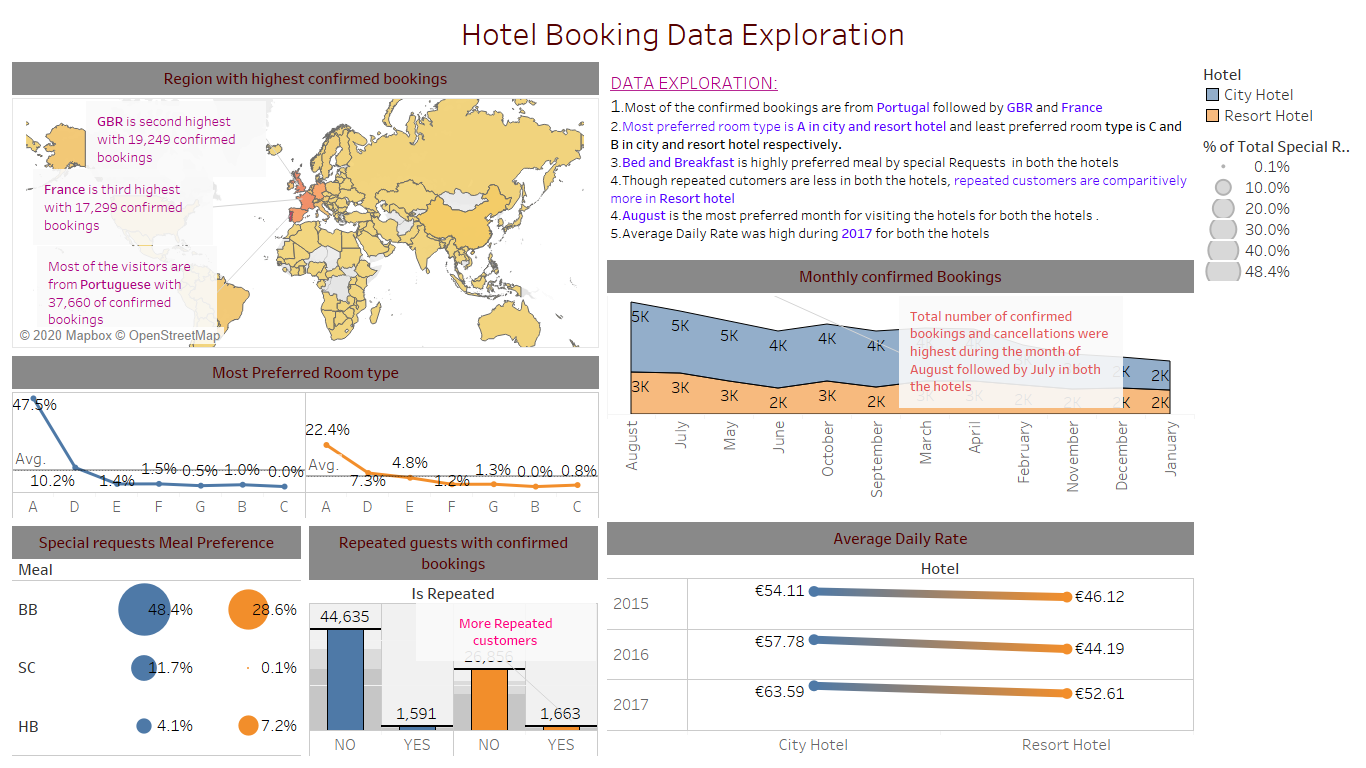 Hotel Booking Data Exploration
Region with highest confirmed bookings
GBR is second highest
with 19,249 confirmed
bookings
France is third highest
with 17,299 confirmed
bookings
Most of the visitors are
from Portuguese with
37,660 of confirmed
bookings
© 2020 Mapbox © OpenStreetMap
DATA EXPLORATION:
1.Most of the confirmed bookings are from Portugal followed by GBR and France
2.Most preferred room type is A in city and resort hotel and least preferred room type is C and
B in city and resort hotel respectively.
3.Bed and Breakfast is highly preferred meal by special Requests in both the hotels
4.Though repeated cutomers are less in both the hotels, repeated customers are comparitively
more in Resort hotel
4.August is the most preferred month for visiting the hotels for both the hotels .
5.Average Daily Rate was high during 2017 for both the hotels
Hotel
City Hotel
Resort Hotel
% of Total Special R..
0.1%
10.0%
20.0%
30.0%
40.0%
48.4%
Monthly confirmed Bookings
5K 5K 5K 4K 4K 4K 2K 2K
3K 3K 3K 2K 3K 2K 3K 3K 3K 2K 2K 2K 2K
Total number of confirmed
bookings and cancellations were
highest during the month of
August followed by July in both
the hotels
August July May June October September March April February November December January
Most Preferred Room type
47.5% 10.2% 1.4% 1.5% 0.5% 1.0% 0.0%
Avg.
A D E F G B C
22.4% 7.3% 4.8% 1.2% 1.3% 0.0% 0.8%
Avg.
A D E F G B C
Special requests Meal Preference
Meal
BB 48.4% 28.6%
SC 11.7% 0.1%
HB 4.1% 7.2%
Repeated guests with confirmed
bookings
Is Repeated
More Repeated
customers
44,635 1,591 26,856 1,663
NO YES NO YES
Average Daily Rate
Hotel
2015 €54.11 €46.12
2016 €57.78 €44.19
2017 €63.59 €52.61
City Hotel Resort Hotel